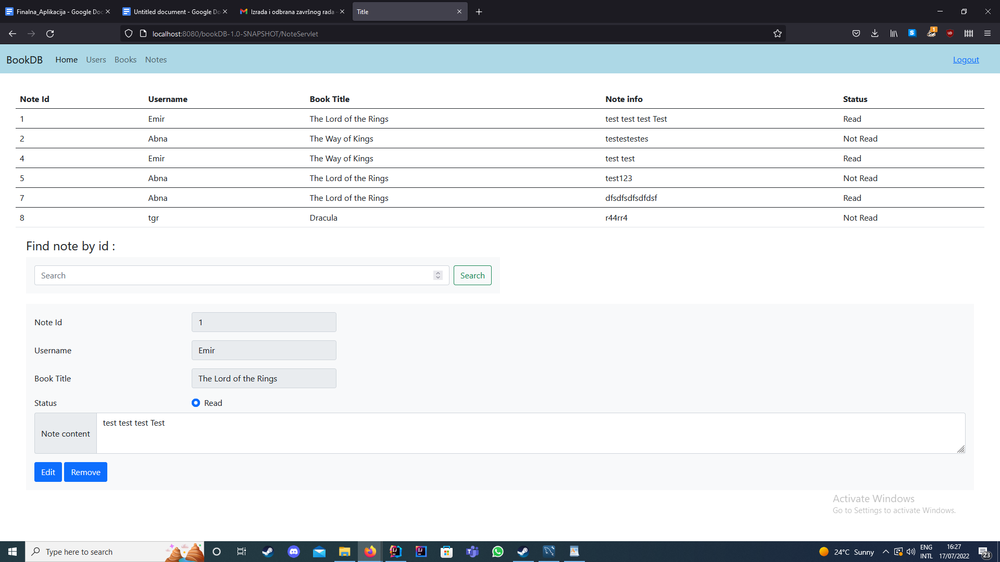 Finalna_Aplikacija - Google Doc
Untitled document - Google Do
Izrada i odbrana završnog rada -
Title
localhost:8080/bookDB-1.0-SNAPSHOT/NoteServlet
BookDB Home Users Books Notes Logout
Note Id Username Book Title Note info Status
1 Emir The Lord of the Rings test test test Test Read
2 Abna The Way of Kings testestestes Not Read
4 Emir The Way of Kings test test Read
5 Abna The Lord of the Rings test123 Not Read
7 Abna The Lord of the Rings dfsdfsdfsdfdsf Read
8 tgr Dracula r44rr4 Not Read
Find note by id :
Search Search
Note Id 1
Username Emir
Book Title The Lord of the Rings
Status Read
Note content test test test Test
Edit Remove
Activate Windows
Go to Settings to activate Windows.
Type here to search
24°C Sunny
ENG
INTL
16:27
17/07/2022
23